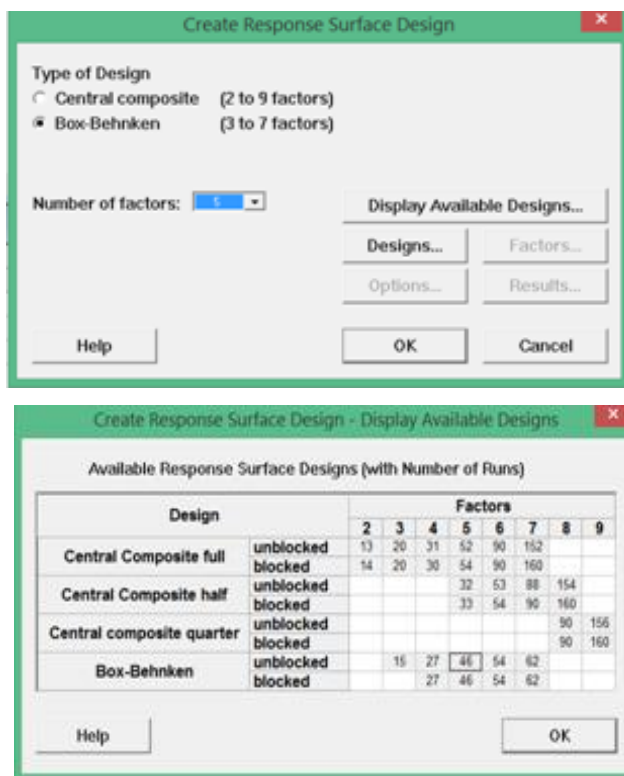 Create Response Surface Design
Type of Design
Central composite (2 to 9 factors)
Box-Behnken (3 to 7 factors)
Number of factors: 5
Display Available Designs...
Designs... Factors...
Options... Results...
Help OK Cancel
Create Response Surface Design - Display Available Designs
Available Response Surface Designs (with Number of Runs)
Design Factors
2 3 4 5 6 7 8 9
Central Composite full unblocked 13 20 31 52 90 152
blocked 14 20 30 54 90 160
Central Composite half unblocked 32 53 88 154
blocked 33 54 90 160
Central composite quarter unblocked 90 156
blocked 90 160
Box-Behnken unblocked 15 27 46 54 62
blocked 27 46 54 62
Help OK